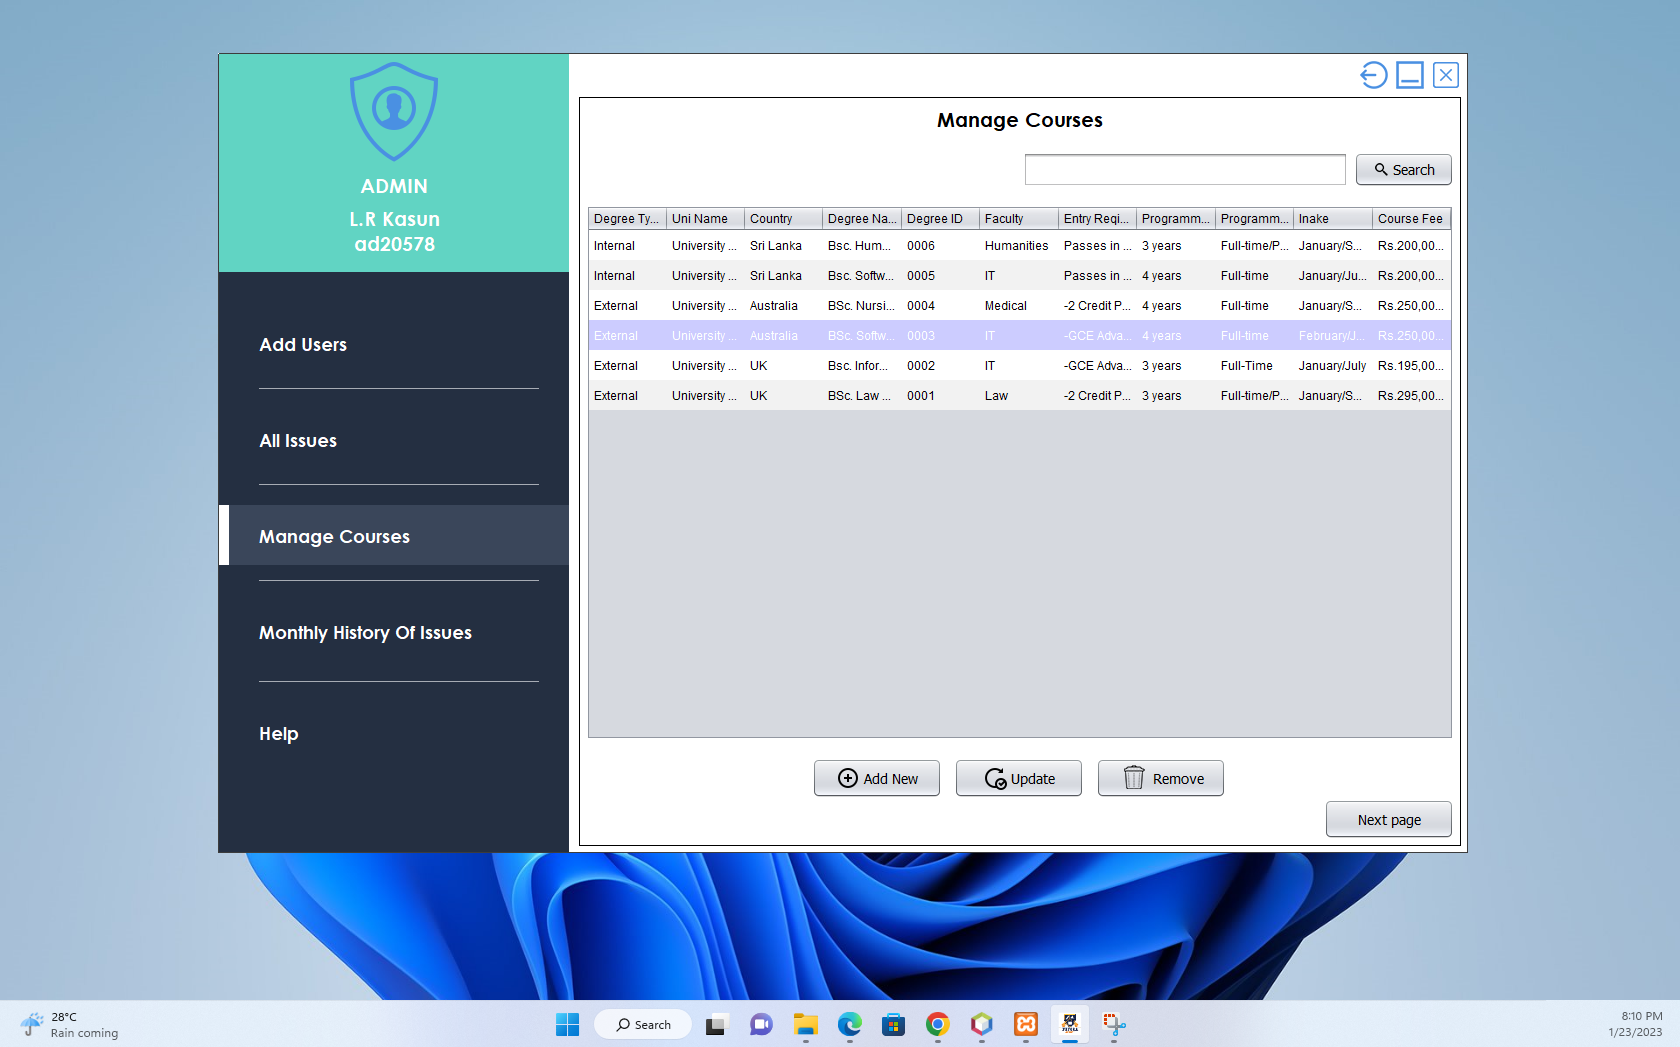 ADMIN
L.R Kasun
ad20578
Add Users
All Issues
Manage Courses
Monthly History Of Issues
Help
Manage Courses
Search
Degree Ty... Uni Name Country Degree Na... Degree ID Faculty Entry Reqi... Programm... Programm... Inake Course Fee
Internal University ... Sri Lanka Bsc. Hum... 0006 Humanities Passes in ... 3 years Full-time/P... January/S... Rs.200,00...
Internal University ... Sri Lanka Bsc. Softw... 0005 IT Passes in ... 4 years Full-time January/Ju... Rs.200,00...
External University ... Australia BSc. Nursi... 0004 Medical -2 Credit P... 4 years Full-time January/S... Rs.250,00...
External University ... Australia BSc. Softw... 0003 IT -GCE Adva... 4 years Full-time February/J... Rs.250,00...
External University ... UK Bsc. Infor... 0002 IT -GCE Adva... 3 years Full-Time January/July Rs.195,00...
External University ... UK BSc. Law ... 0001 Law -2 Credit P... 3 years Full-time/P... January/S... Rs.295,00...
Add New Update Remove
Next page
28°C
Rain coming
Search
8:10 PM
1/23/2023